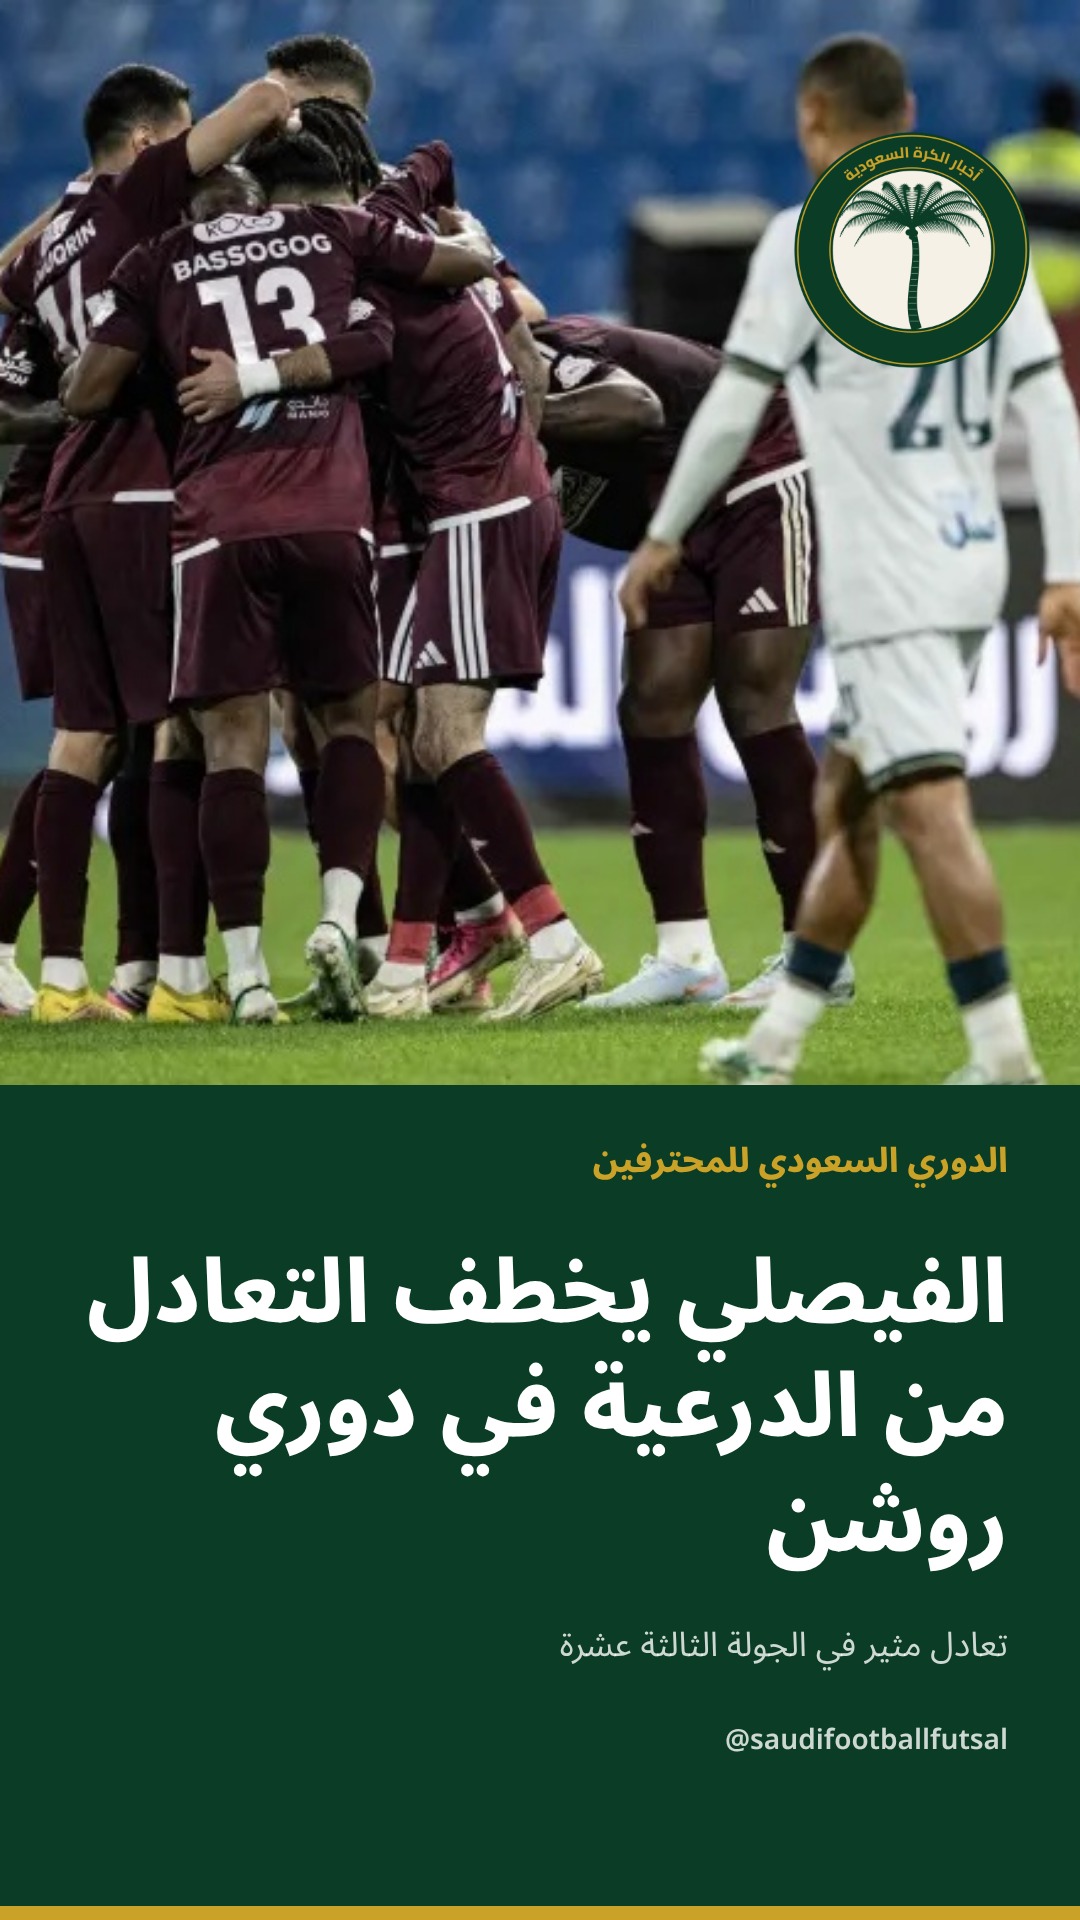 أخبار الكرة السعودية
BASSOGOG
13
20
الدوري السعودي للمحترفين
الفيصلي يخطف التعادل
من الدرعية في دوري
روشن
تعادل مثير في الجولة الثالثة عشرة
@saudifootballfutsal